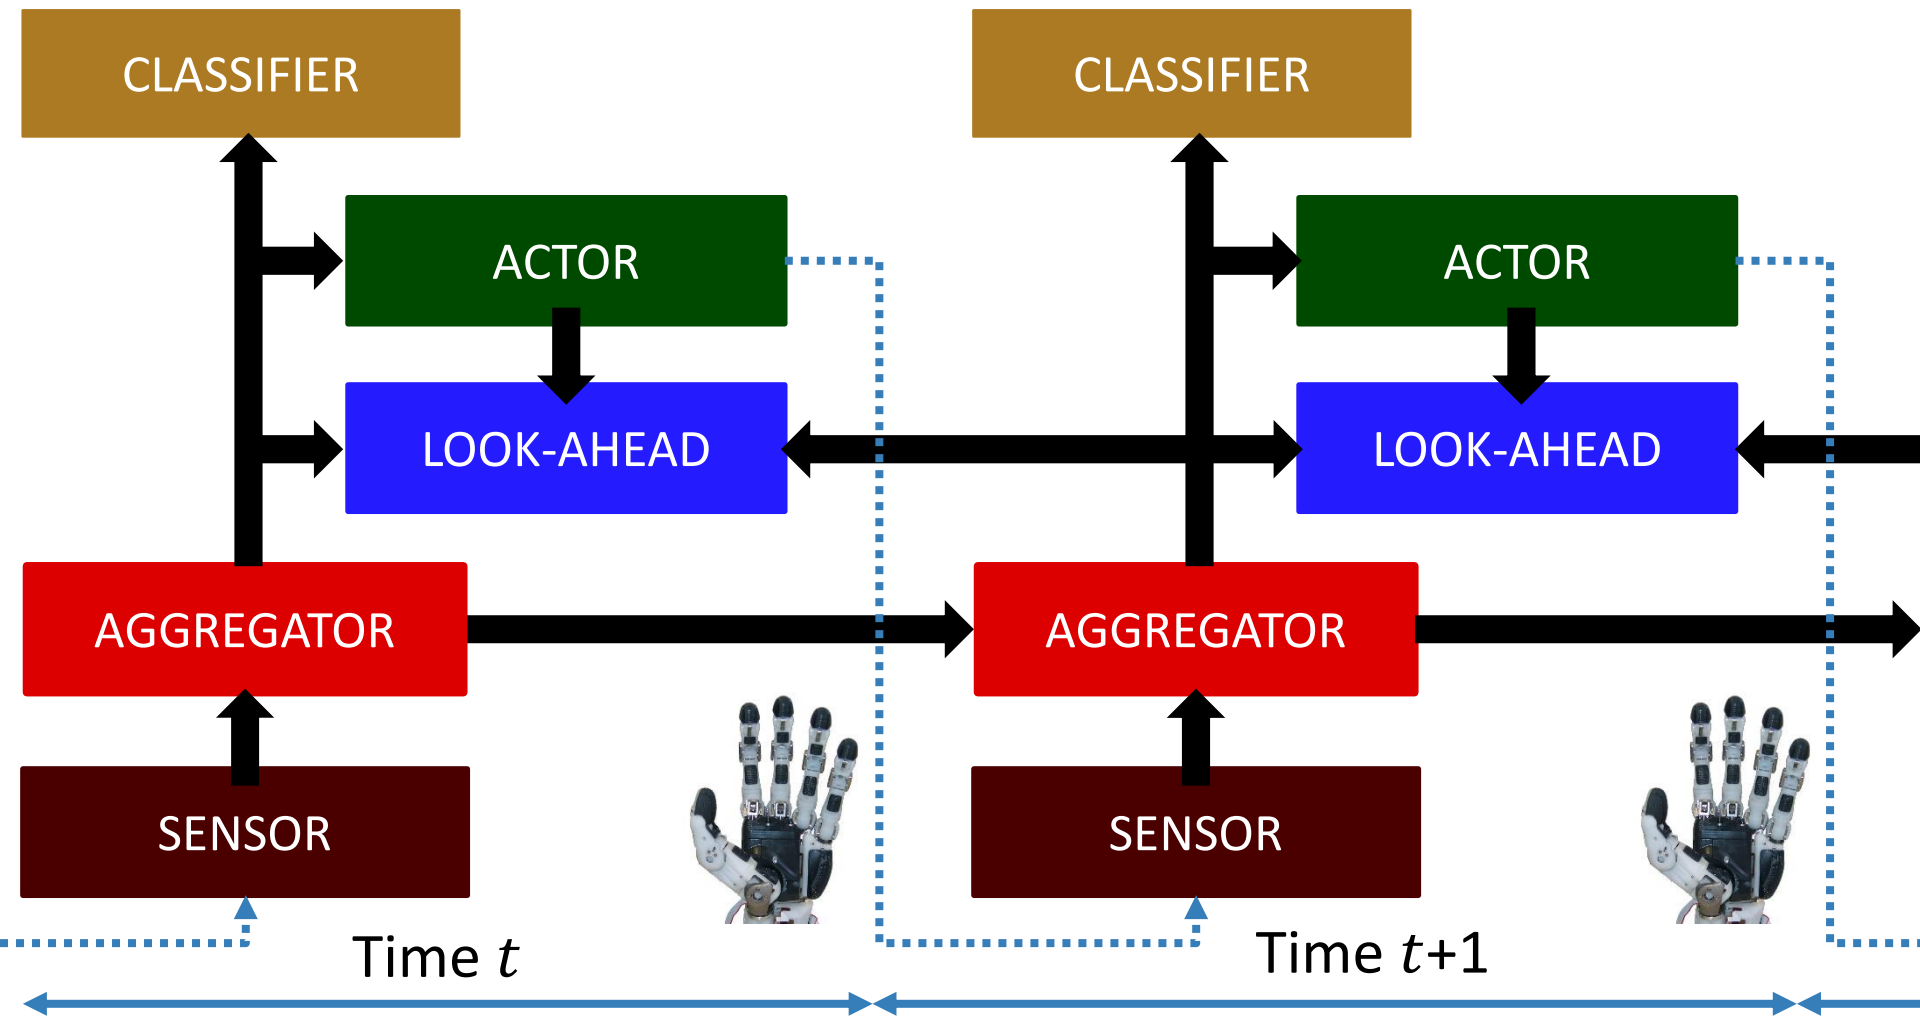 CLASSIFIER
ACTOR
LOOK-AHEAD
AGGREGATOR
SENSOR
Time t
CLASSIFIER
ACTOR
LOOK-AHEAD
AGGREGATOR
SENSOR
Time t+1